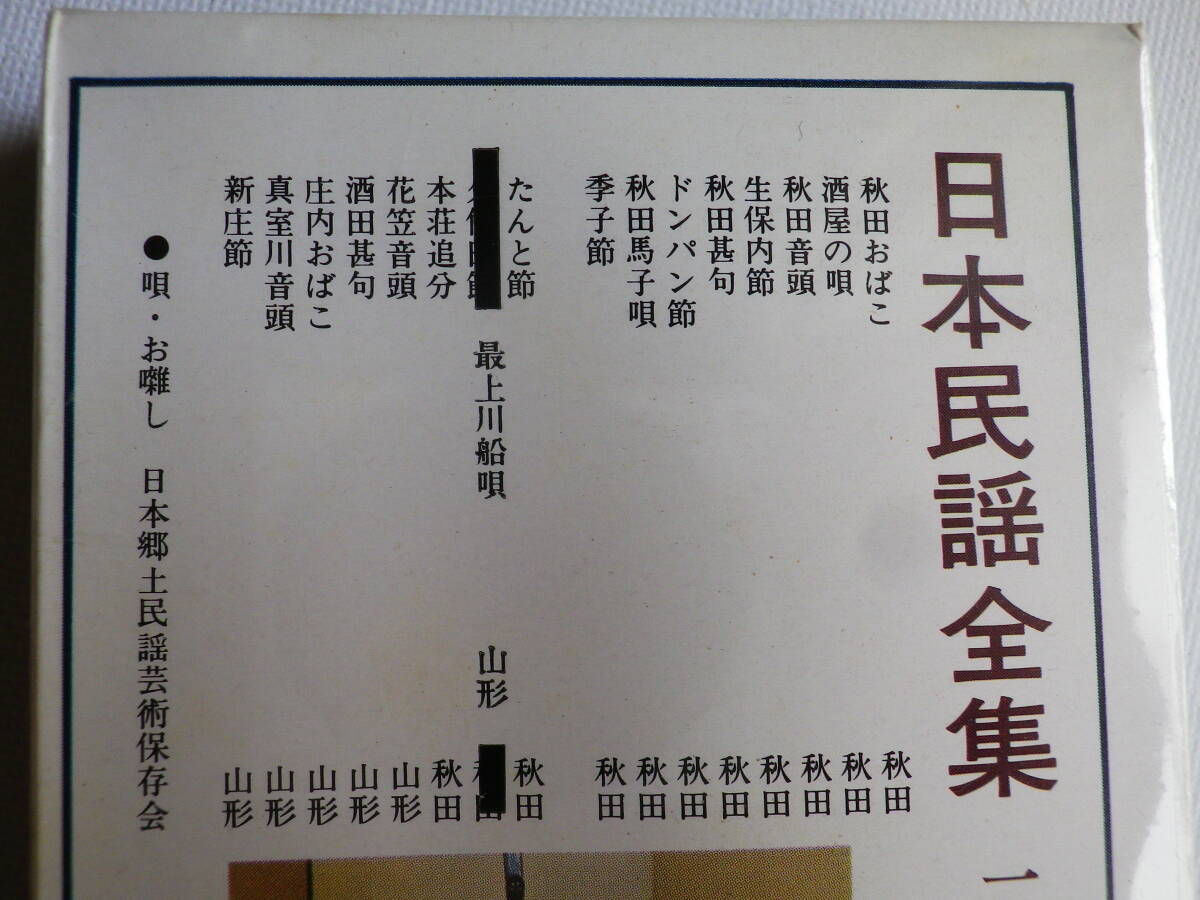 日本民謡全集 一
秋田おばこ 秋田
酒屋の唄 秋田
秋田音頭 秋田
生保内節 秋田
秋田甚句 秋田
ドンパン節 秋田
秋田馬子唄 秋田
季子節 秋田
たんと節 秋田
最上川船唄 山形
本荘追分 秋田
花笠音頭 山形
酒田甚句 山形
庄内おばこ 山形
真室川音頭 山形
新庄節 山形
●唄・お囃し 日本郷土民謡芸術保存会